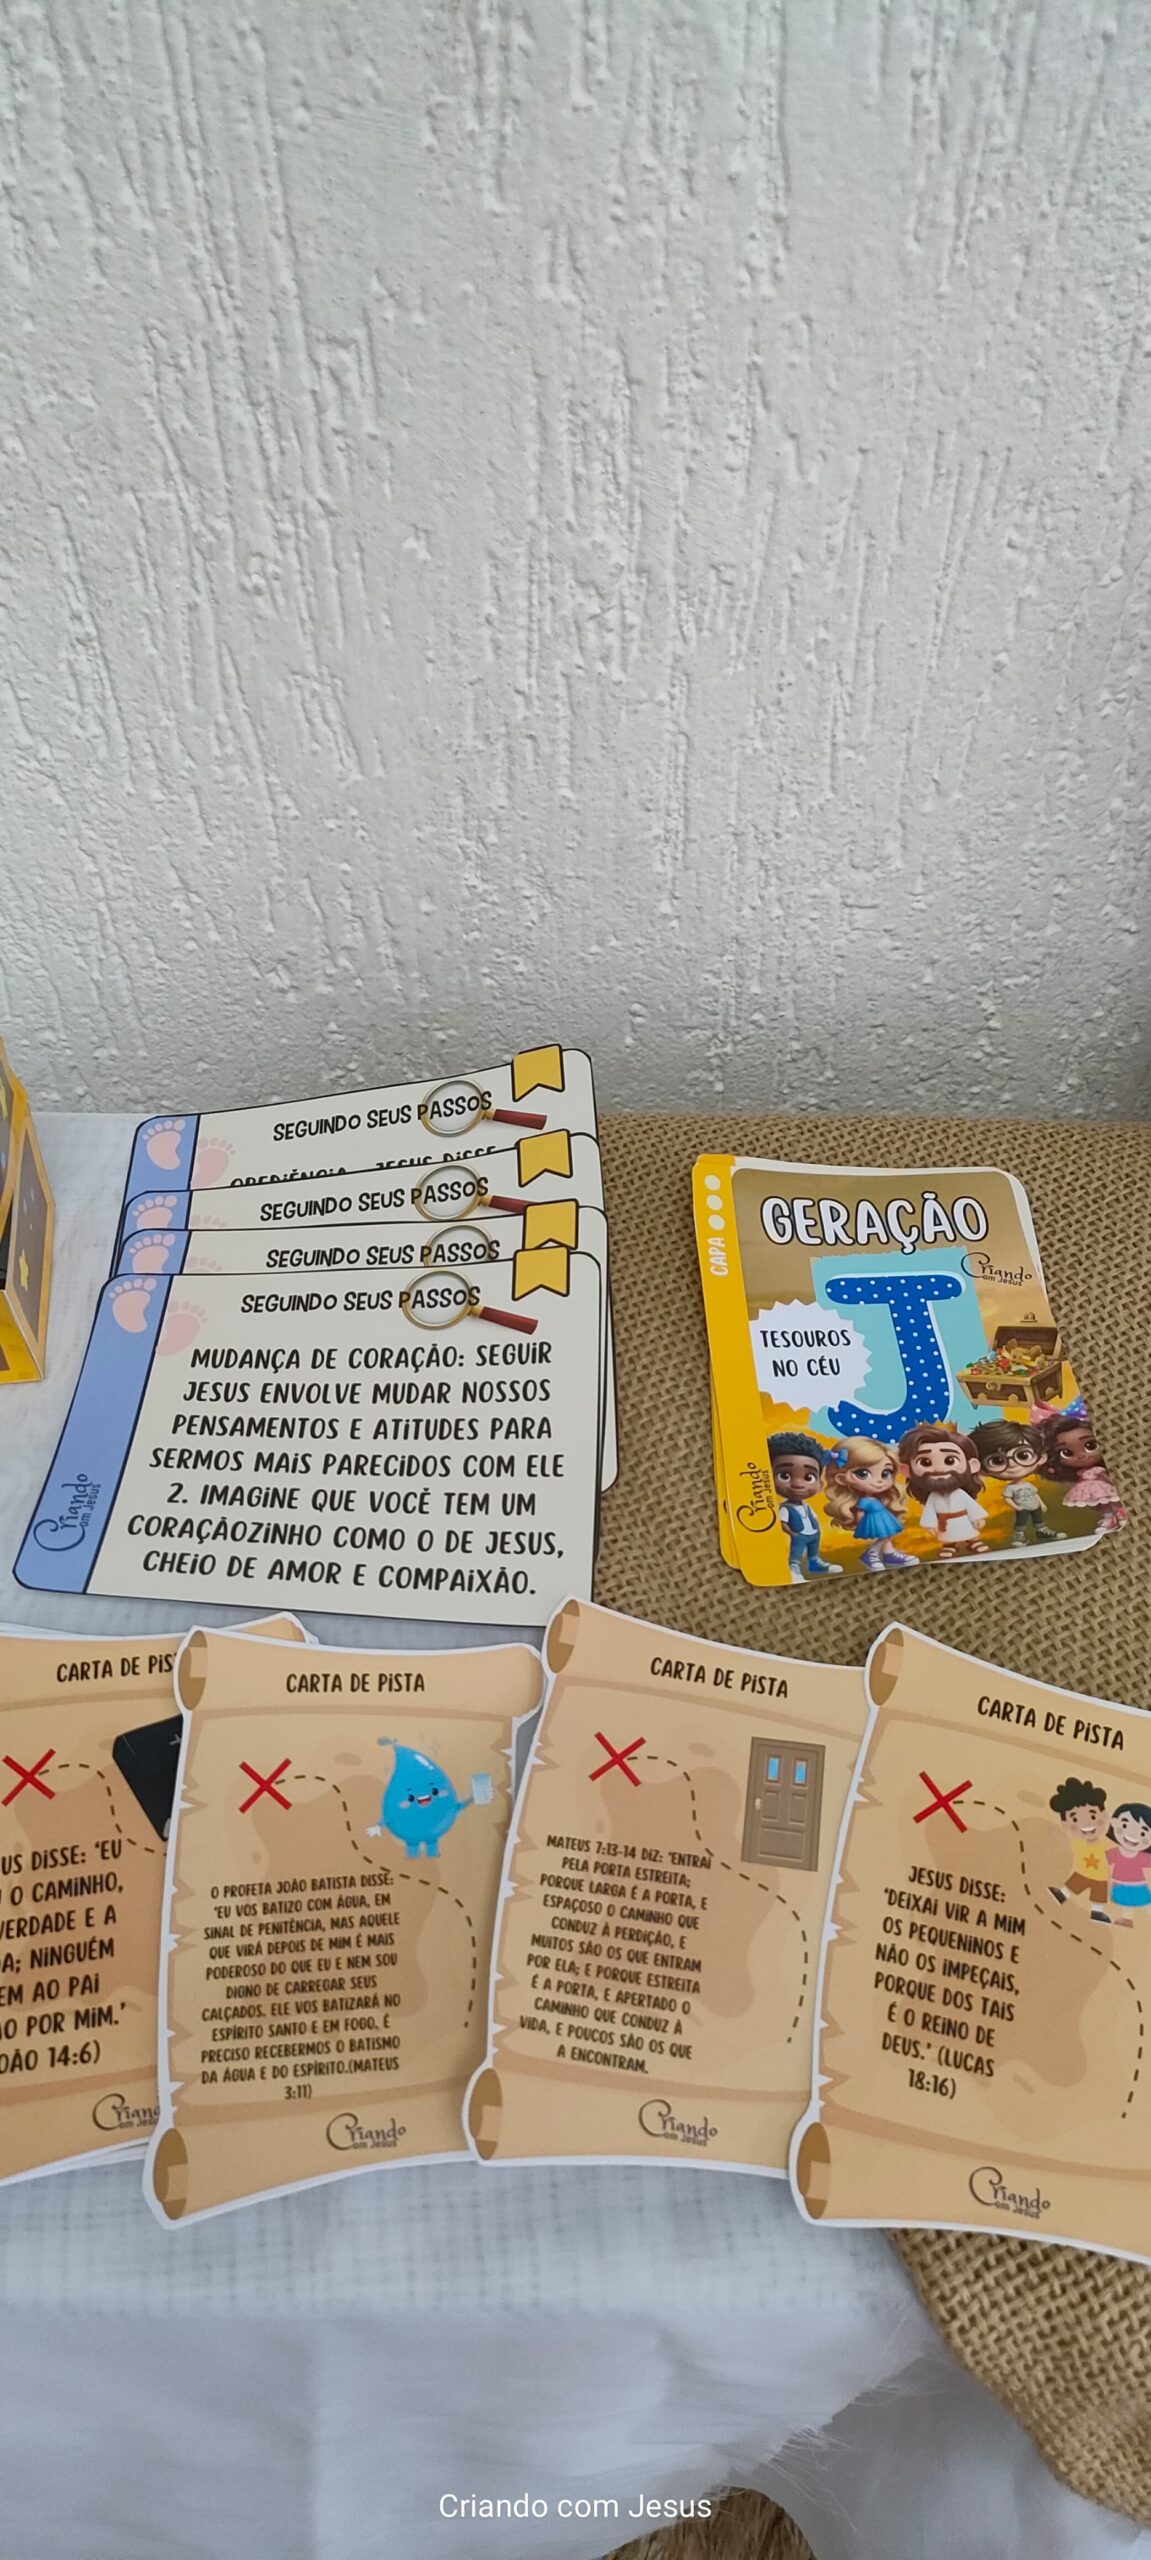 SEGUINDO SEUS PASSOS
SEGUINDO SEUS PASSOS
SEGUINDO SEUS PASSOS
SEGUINDO SEUS PASSOS
MUDANÇA DE CORAÇÃO: SEGUIR
JESUS ENVOLVE MUDAR NOSSOS
PENSAMENTOS E ATITUDES PARA
SERMOS MAIS PARECIDOS COM ELE
2. IMAGINE QUE VOCÊ TEM UM
CORAÇÃOZINHO COMO O DE JESUS,
CHEIO DE AMOR E COMPAIXÃO.
Criando
com Jesus
CAPA
GERAÇÃO
Criando
com Jesus
J
TESOUROS
NO CÉU
Criando
com Jesus
CARTA DE PIS
US DISSE: 'EU
O CAMINHO,
VERDADE E A
A; NINGUÉM
EM AO PAI
O POR MIM.'
OÃO 14:6)
CARTA DE PISTA
O PROFETA JOÃO BATISTA DISSE:
'EU VOS BATIZO COM ÁGUA, EM
SINAL DE PENITÊNCIA, MAS AQUELE
QUE VIRÁ DEPOIS DE MIM É MAIS
PODEROSO DO QUE EU E NEM SOU
DIGNO DE CARREGAR SEUS
CALÇADOS. ELE VOS BATIZARÁ NO
ESPÍRITO SANTO E EM FOGO. É
PRECISO RECEBERMOS O BATISMO
DA ÁGUA E DO ESPÍRITO.(MATEUS
3:11)
Criando
com Jesus
CARTA DE PISTA
MATEUS 7:13-14 DIZ: 'ENTRAI
PELA PORTA ESTREITA;
PORQUE LARGA É A PORTA, E
ESPAÇOSO O CAMINHO QUE
CONDUZ À PERDIÇÃO, E
MUITOS SÃO OS QUE ENTRAM
POR ELA; E PORQUE ESTREITA
É A PORTA, E APERTADO O
CAMINHO QUE CONDUZ À
VIDA, E POUCOS SÃO OS QUE
A ENCONTRAM.
Criando
com Jesus
CARTA DE PISTA
JESUS DISSE:
'DEIXAI VIR A MIM
OS PEQUENINOS E
NÃO OS IMPEÇAIS,
PORQUE DOS TAIS
É O REINO DE
DEUS.' (LUCAS
18:16)
Criando
com Jesus
Criando com Jesus